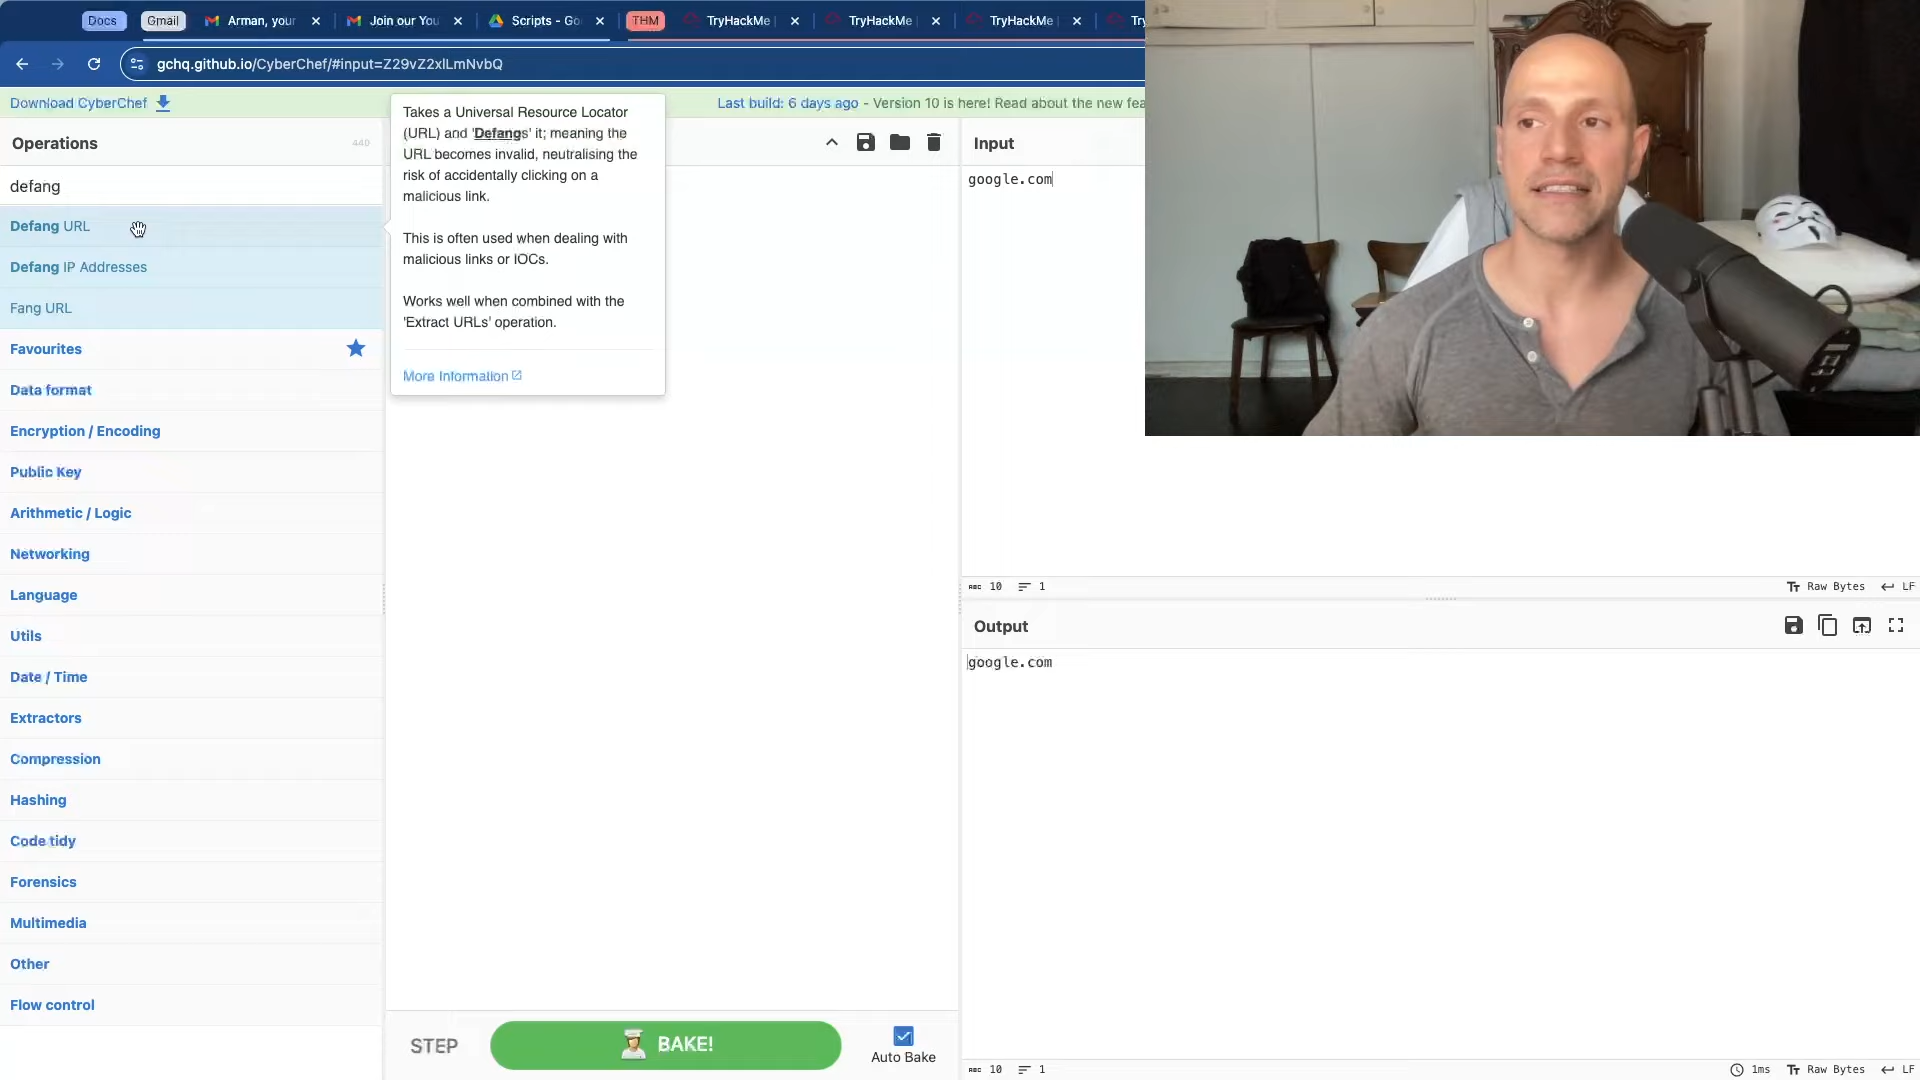 Docs
Gmail
Arman, your
Join our You
Scripts - Go
THM
TryHackMe
TryHackMe
TryHackMe
Try
gchq.github.io/CyberChef/#input=Z29vZ2xlLmNvbQ
Download CyberChef
Last build: 6 days ago - Version 10 is here! Read about the new fea
Operations
440
defang
Defang URL
Defang IP Addresses
Fang URL
Favourites
Data format
Encryption / Encoding
Public Key
Arithmetic / Logic
Networking
Language
Utils
Date / Time
Extractors
Compression
Hashing
Code tidy
Forensics
Multimedia
Other
Flow control
Takes a Universal Resource Locator
(URL) and 'Defangs' it; meaning the
URL becomes invalid, neutralising the
risk of accidentally clicking on a
malicious link.
This is often used when dealing with
malicious links or IOCs.
Works well when combined with the
'Extract URLs' operation.
More Information
STEP
BAKE!
Auto Bake
Input
google.com
ABC 10 1
Raw Bytes LF
Output
google.com
ABC 10 1
1ms Raw Bytes LF